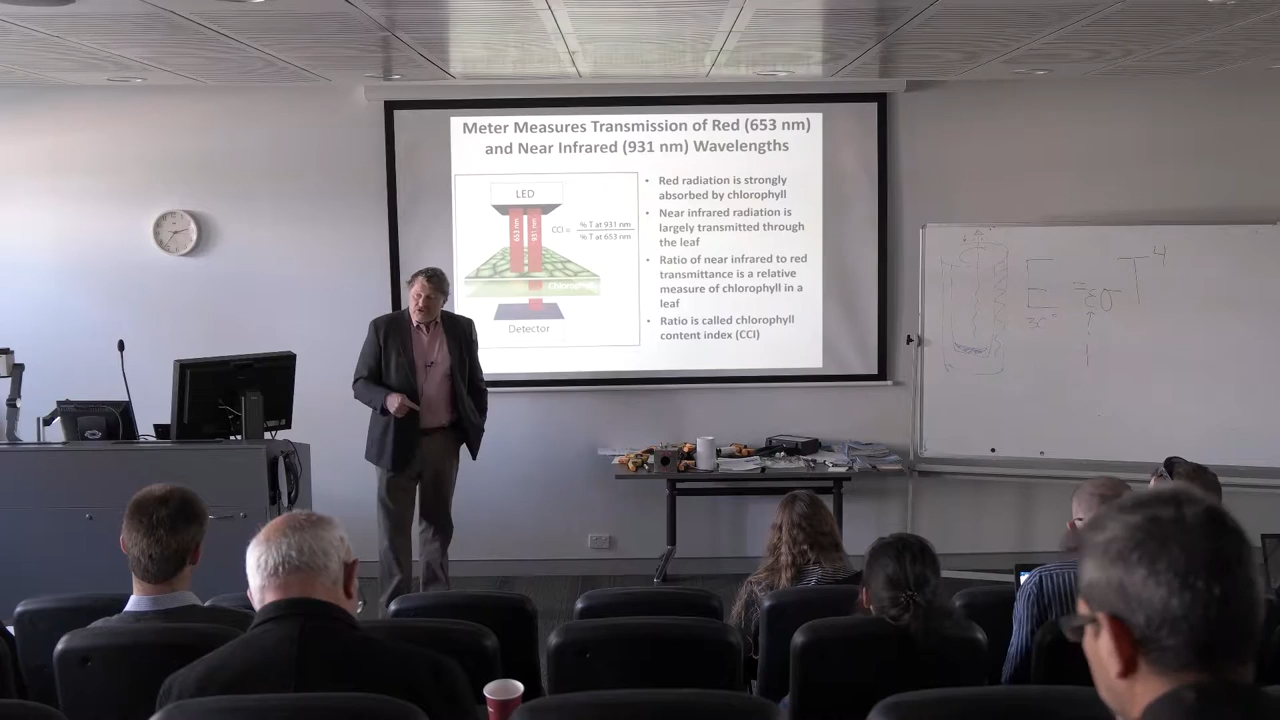 Meter Measures Transmission of Red (653 nm)
and Near Infrared (931 nm) Wavelengths
LED
653 nm
931 nm
CCI = % T at 931 nm
% T at 653 nm
Chlorophyll
Detector
• Red radiation is strongly
absorbed by chlorophyll
• Near infrared radiation is
largely transmitted through
the leaf
• Ratio of near infrared to red
transmittance is a relative
measure of chlorophyll in a
leaf
• Ratio is called chlorophyll
content index (CCI)
E = εσT⁴